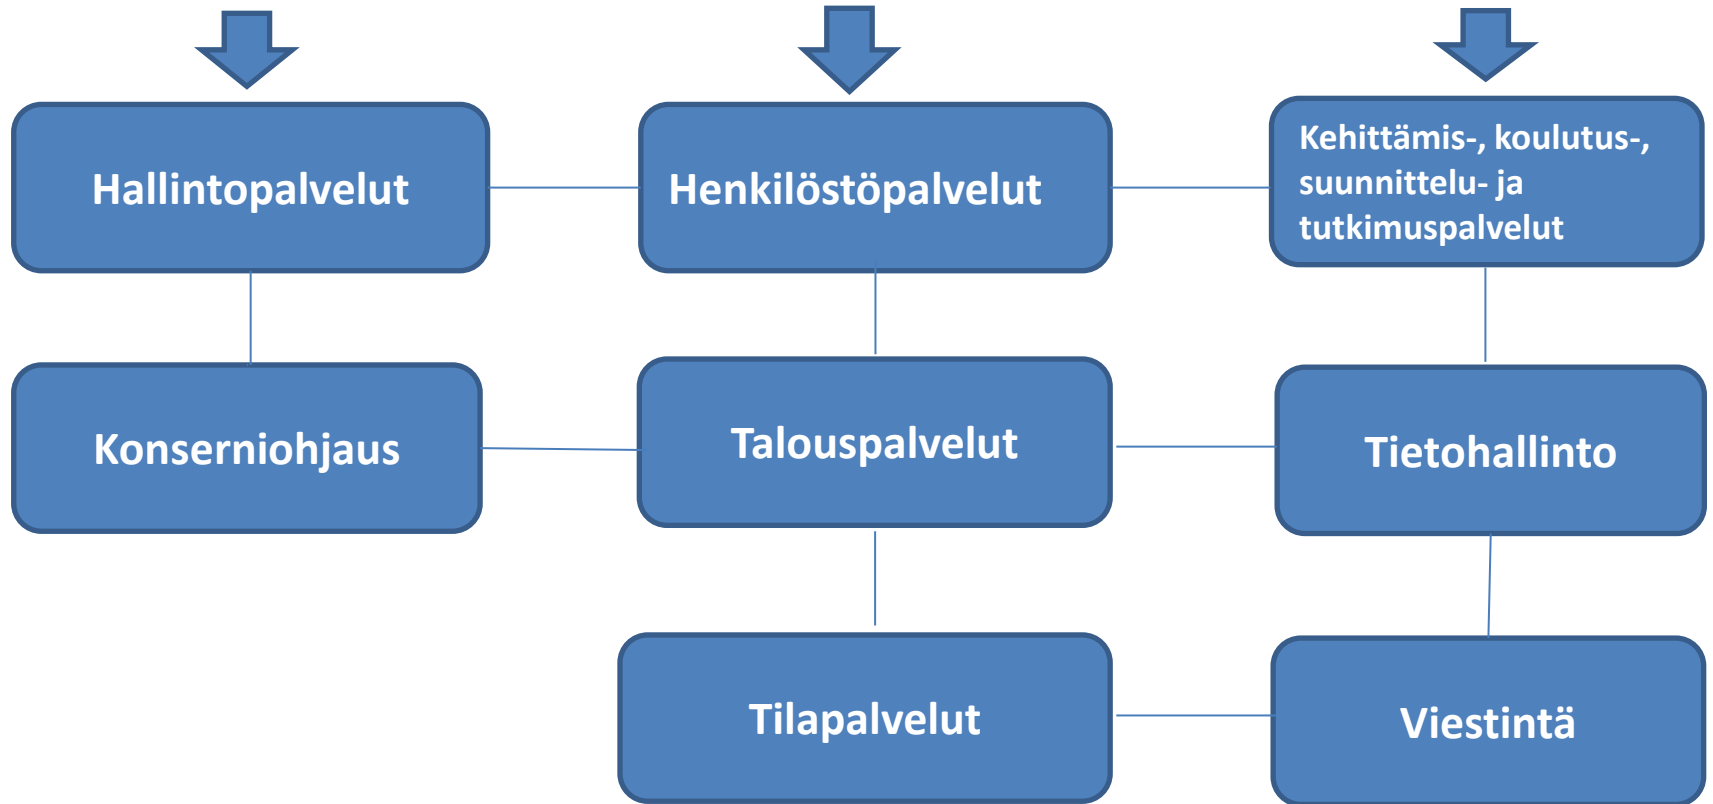 Hallintopalvelut
Henkilöstöpalvelut
Kehittämis-, koulutus-,
suunnittelu- ja
tutkimuspalvelut
Konserniohjaus
Talouspalvelut
Tietohallinto
Tilapalvelut
Viestintä